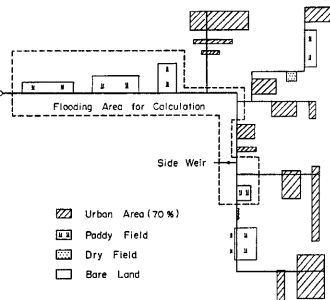 Flooding Area for Calculation
Side Weir
Urban Area (70%)
Paddy Field
Dry Field
Bare Land